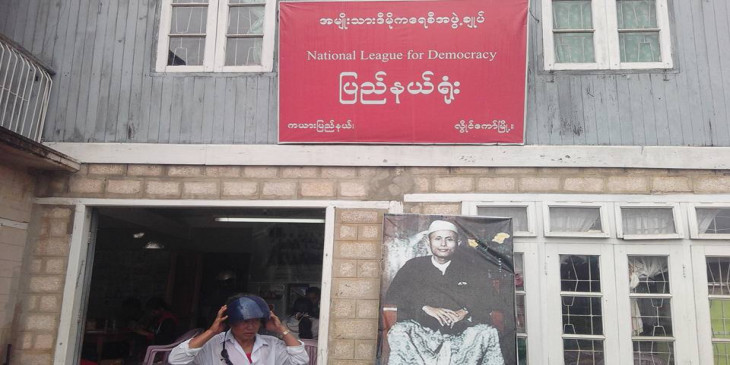 အမျိုးသားဒီမိုကရေစီအဖွဲ့ချုပ်
National League for Democracy
ပြည်နယ်ရုံး
ကယားပြည်နယ်၊ လွိုင်ကော်မြို့။